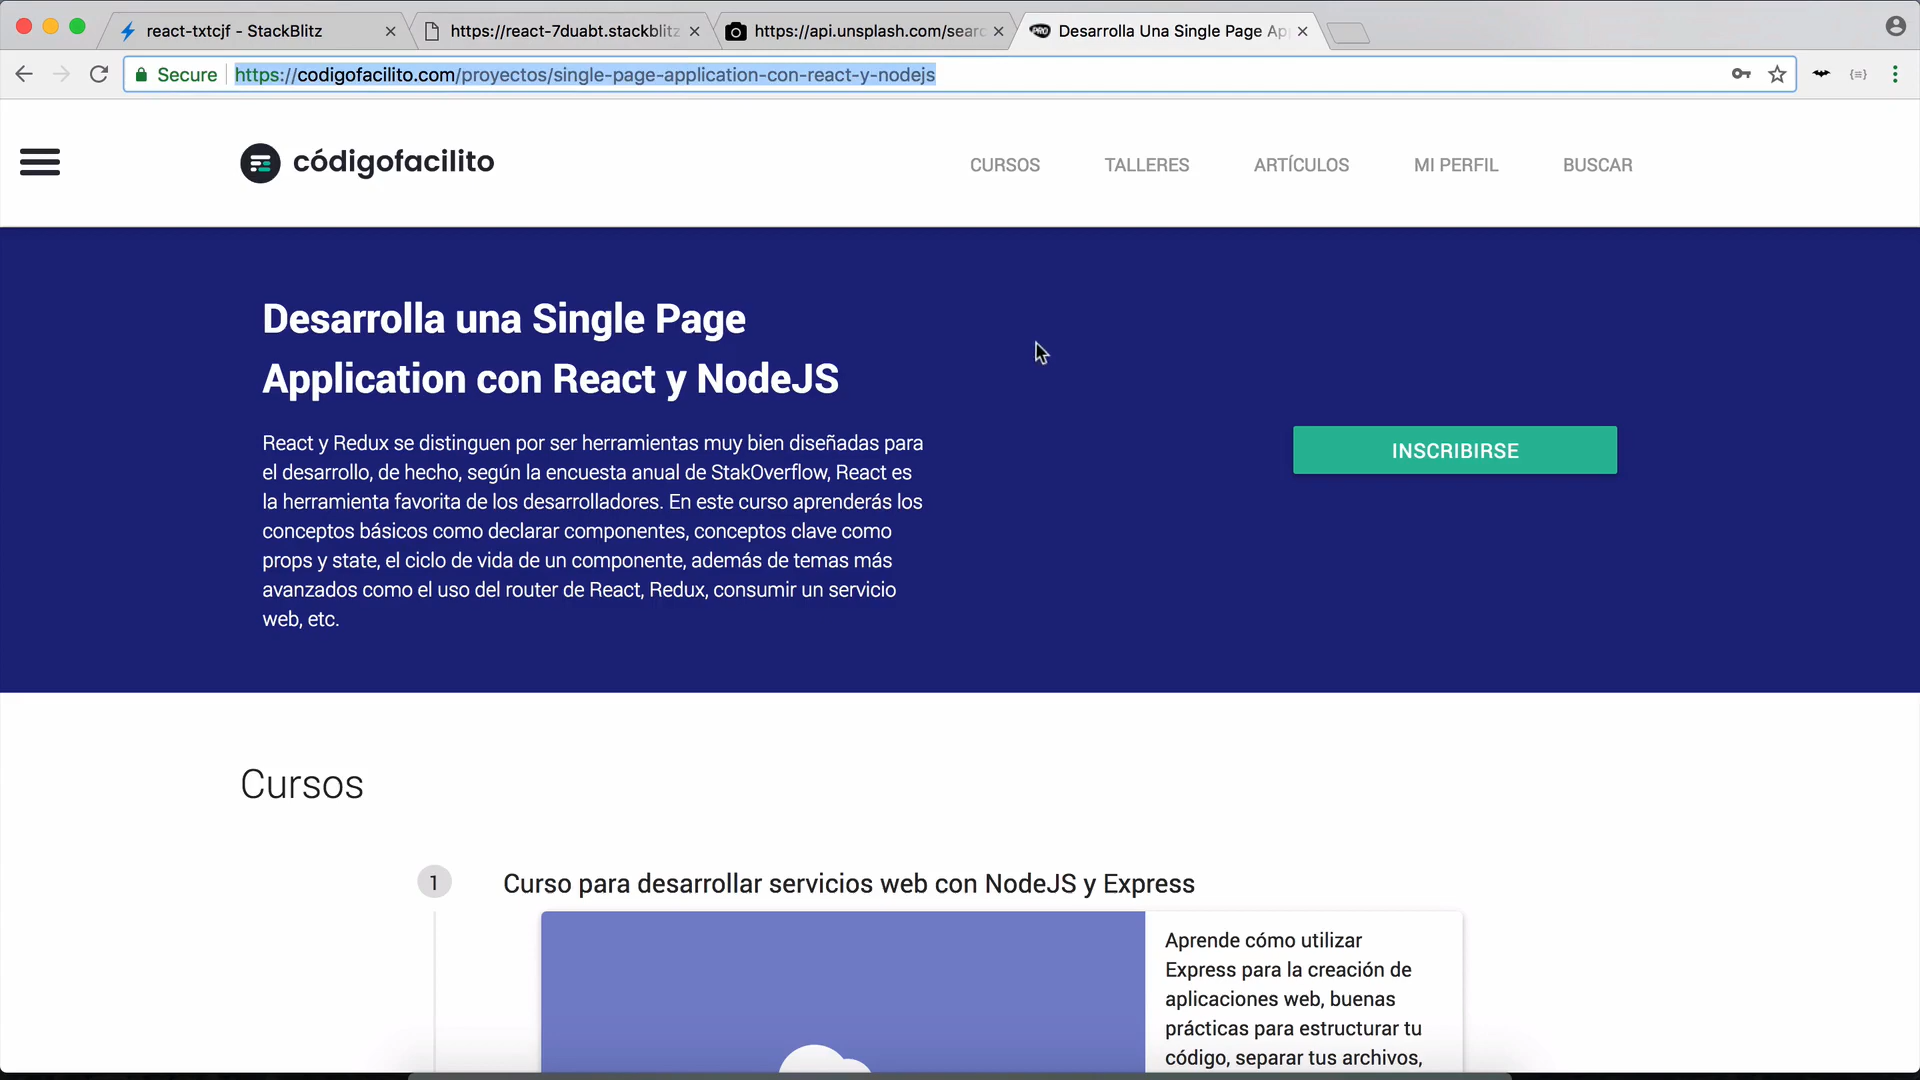 react-txtcjf - StackBlitz
https://react-7duabt.stackblitz
https://api.unsplash.com/searc
Desarrolla Una Single Page Ap
Secure
https://codigofacilito.com/proyectos/single-page-application-con-react-y-nodejs
códigofacilito
CURSOS
TALLERES
ARTÍCULOS
MI PERFIL
BUSCAR
Desarrolla una Single Page
Application con React y NodeJS
React y Redux se distinguen por ser herramientas muy bien diseñadas para
el desarrollo, de hecho, según la encuesta anual de StakOverflow, React es
la herramienta favorita de los desarrolladores. En este curso aprenderás los
conceptos básicos como declarar componentes, conceptos clave como
props y state, el ciclo de vida de un componente, además de temas más
avanzados como el uso del router de React, Redux, consumir un servicio
web, etc.
INSCRIBIRSE
Cursos
1
Curso para desarrollar servicios web con NodeJS y Express
Aprende cómo utilizar
Express para la creación de
aplicaciones web, buenas
prácticas para estructurar tu
código, separar tus archivos,